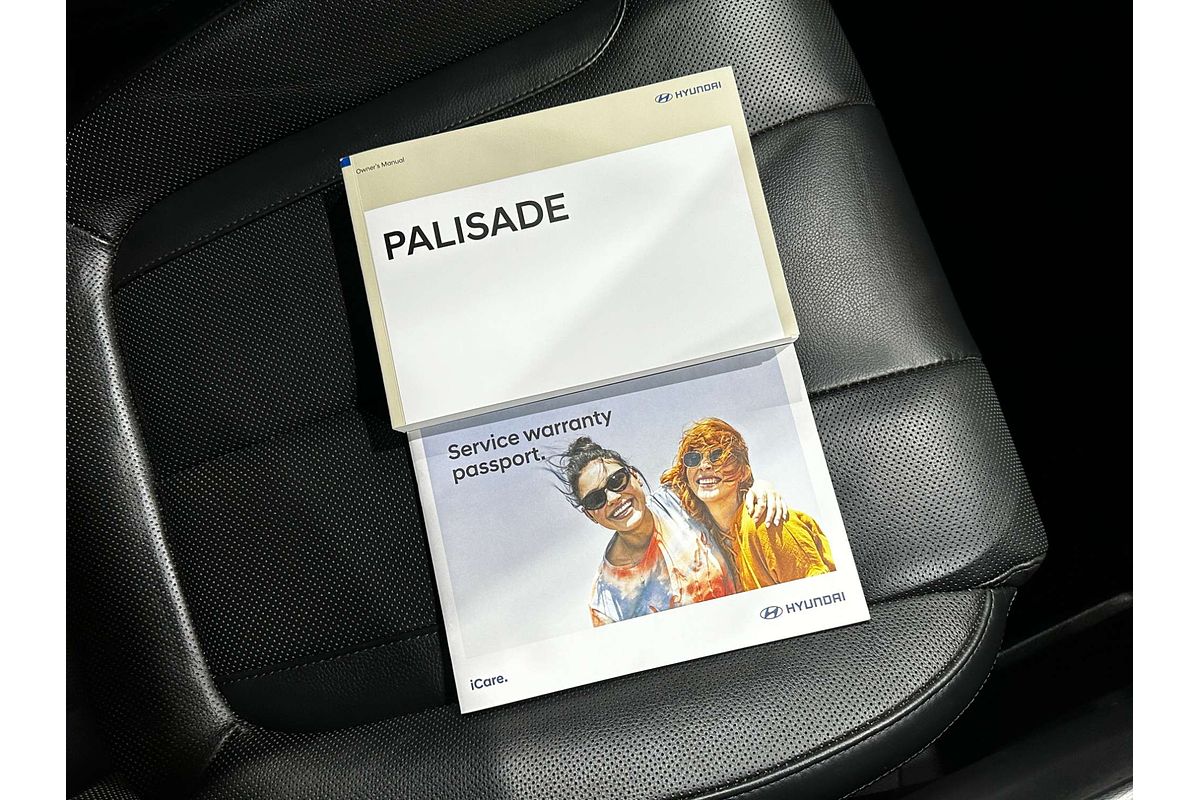 HYUNDAI
Owner's Manual
PALISADE
Service warranty
passport.
HYUNDAI
iCare.